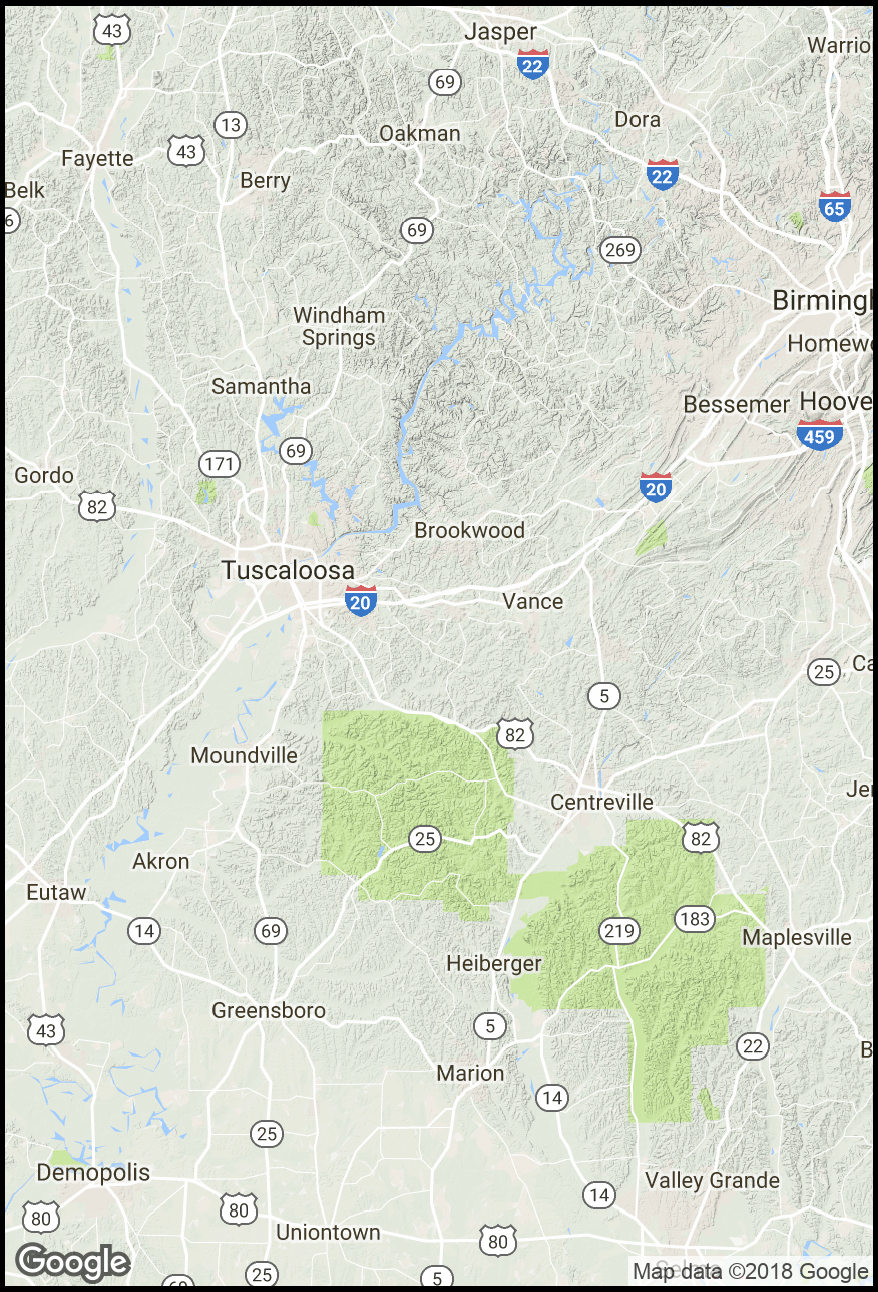 43
Jasper
Warrio
22
69
Dora
13
Oakman
43
Fayette
22
Berry
Belk
65
6
69
269
Birmingh
Windham
Springs
Homewo
Samantha
Bessemer
Hoove
459
69
171
Gordo
20
82
Brookwood
Tuscaloosa
20
Vance
Ca
25
5
82
Moundville
Jer
Centreville
25
82
Akron
Eutaw
14
69
219
183
Maplesville
Heiberger
Greensboro
5
43
22
B
Marion
14
25
Demopolis
Valley Grande
14
80
80
Uniontown
80
Google
25
5
69
Selma
Map data ©2018 Google